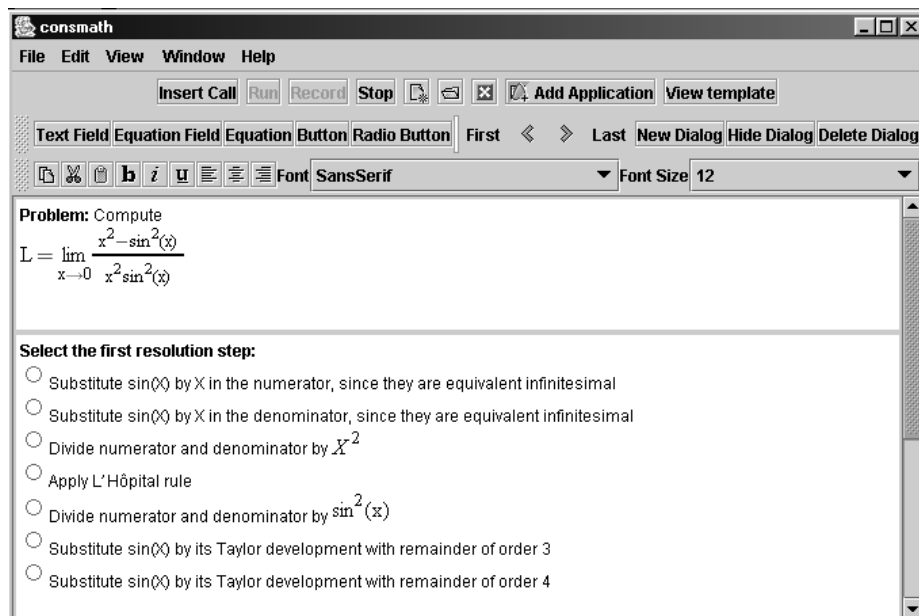 consmath
File Edit View Window Help
Insert Call Run Record Stop Add Application View template
Text Field Equation Field Equation Button Radio Button First Last New Dialog Hide Dialog Delete Dialog
b i u Font SansSerif Font Size 12
Problem: Compute
L = lim x→0 x²−sin²(x) / x²sin²(x)
Select the first resolution step:
Substitute sin(X) by X in the numerator, since they are equivalent infinitesimal
Substitute sin(X) by X in the denominator, since they are equivalent infinitesimal
Divide numerator and denominator by X²
Apply L'Hôpital rule
Divide numerator and denominator by sin²(x)
Substitute sin(X) by its Taylor development with remainder of order 3
Substitute sin(X) by its Taylor development with remainder of order 4